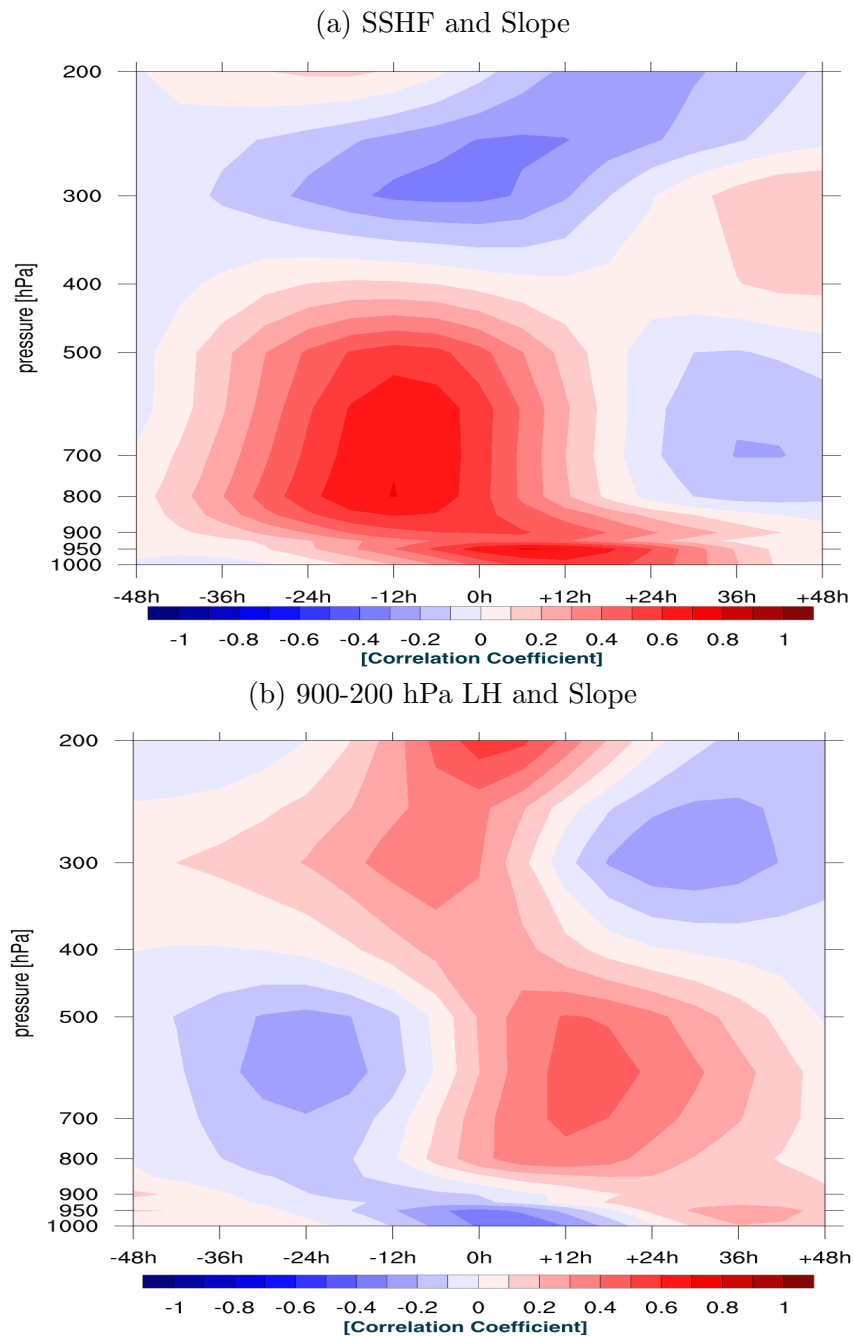 (a) SSHF and Slope
200
300
400
500
700
800
900
950
1000
pressure [hPa]
-48h -36h -24h -12h 0h +12h +24h 36h +48h
-1 -0.8 -0.6 -0.4 -0.2 0 0.2 0.4 0.6 0.8 1
[Correlation Coefficient]
(b) 900-200 hPa LH and Slope
200
300
400
500
700
800
900
950
1000
pressure [hPa]
-48h -36h -24h -12h 0h +12h +24h 36h +48h
-1 -0.8 -0.6 -0.4 -0.2 0 0.2 0.4 0.6 0.8 1
[Correlation Coefficient]